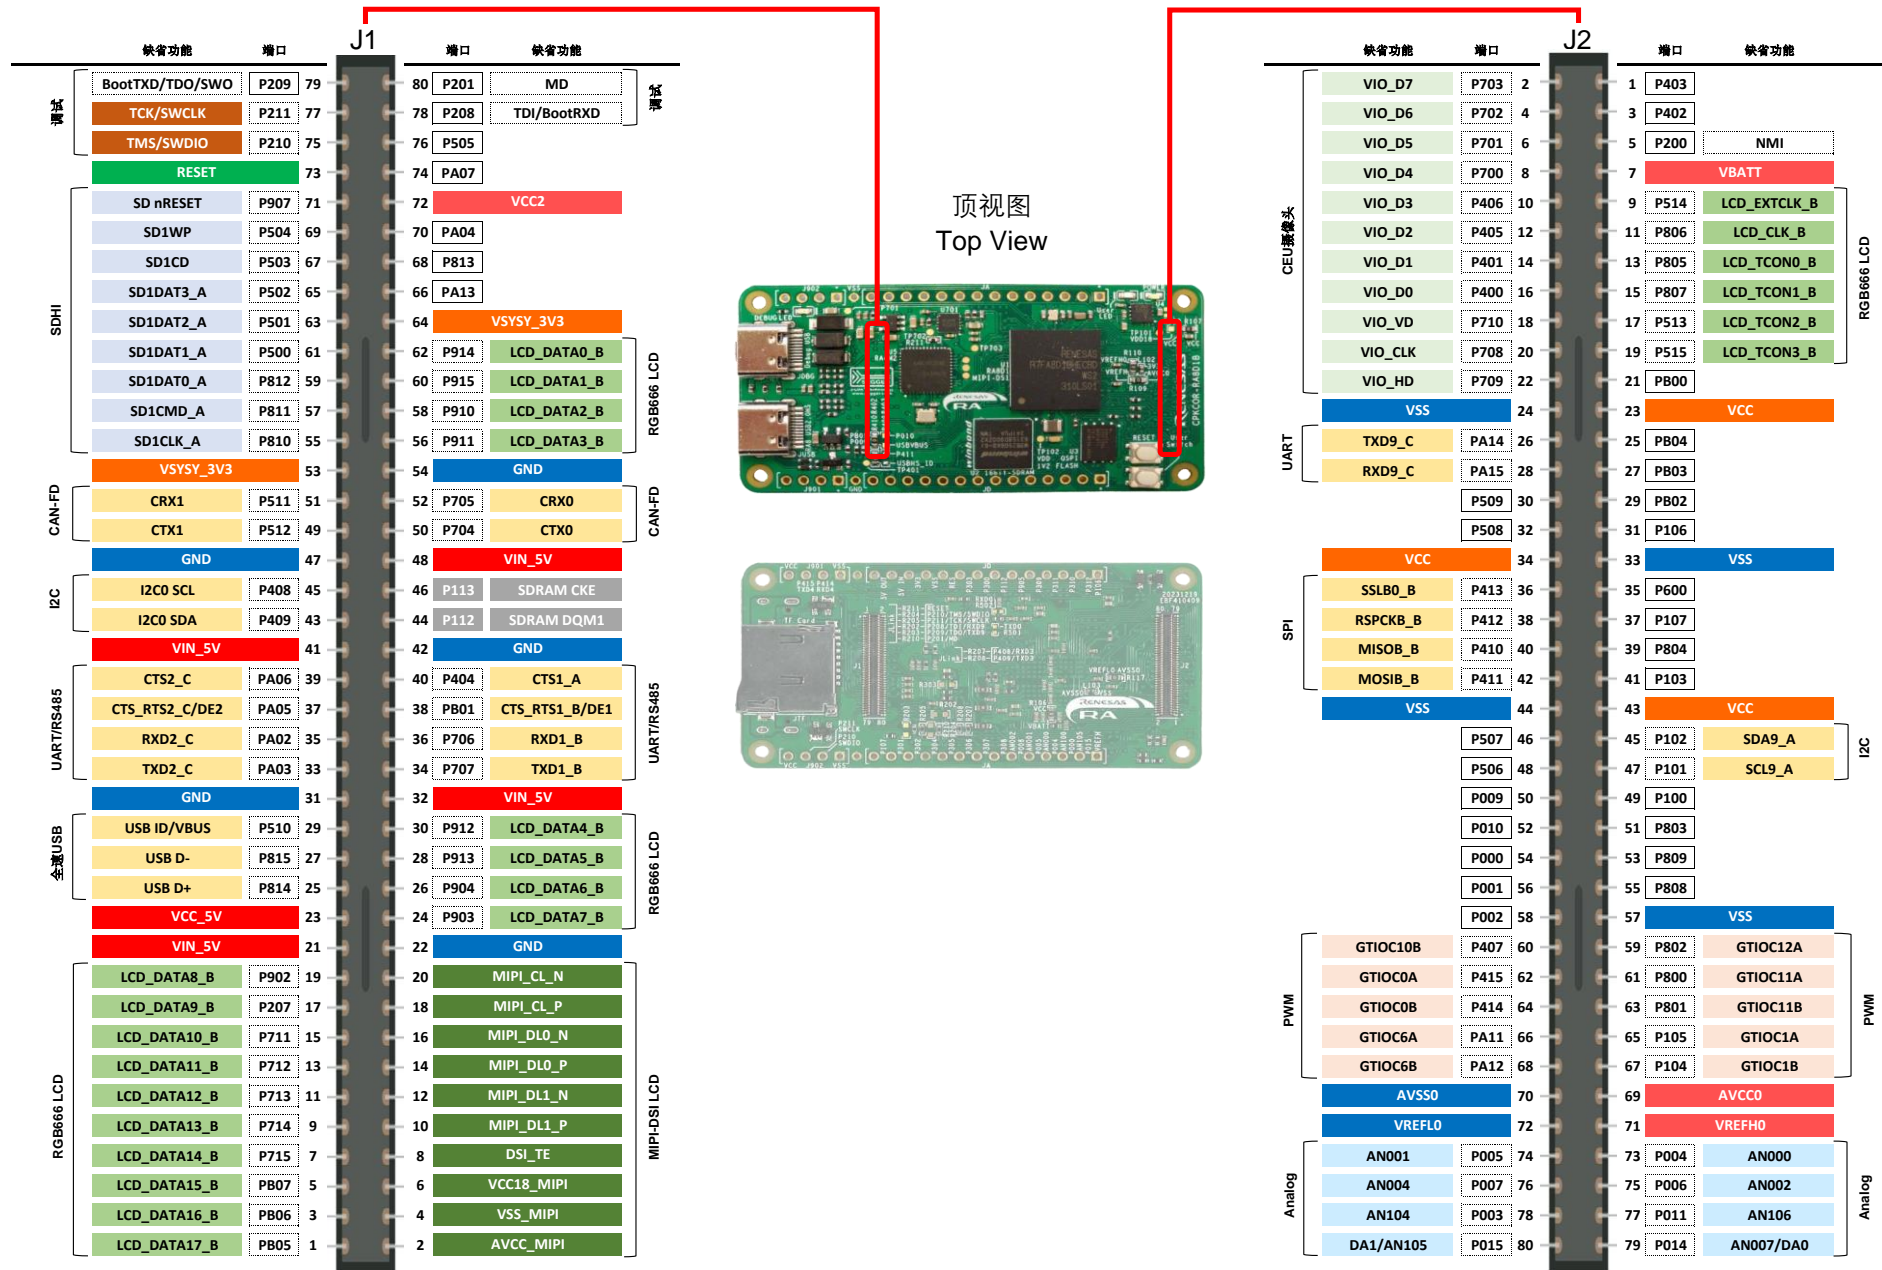 J1
J2
缺省功能 端口 端口 缺省功能
缺省功能 端口 端口 缺省功能
调试
BootTXD/TDO/SWO P209 79 80 P201 MD
TCK/SWCLK P211 77 78 P208 TDI/BootRXD
调试
TMS/SWDIO P210 75 76 P505
RESET 73 74 PA07
SDHI
SD nRESET P907 71 72 VCC2
SD1WP P504 69 70 PA04
SD1CD P503 67 68 P813
SD1DAT3_A P502 65 66 PA13
SD1DAT2_A P501 63 64 VSYSY_3V3
SD1DAT1_A P500 61 62 P914 LCD_DATA0_B
SD1DAT0_A P812 59 60 P915 LCD_DATA1_B
SD1CMD_A P811 57 58 P910 LCD_DATA2_B
SD1CLK_A P810 55 56 P911 LCD_DATA3_B
RGB666 LCD
VSYSY_3V3 53 54 GND
CAN-FD
CRX1 P511 51 52 P705 CRX0
CTX1 P512 49 50 P704 CTX0
CAN-FD
GND 47 48 VIN_5V
I2C
I2C0 SCL P408 45 46 P113 SDRAM CKE
I2C0 SDA P409 43 44 P112 SDRAM DQM1
VIN_5V 41 42 GND
UART/RS485
CTS2_C PA06 39 40 P404 CTS1_A
CTS_RTS2_C/DE2 PA05 37 38 PB01 CTS_RTS1_B/DE1
RXD2_C PA02 35 36 P706 RXD1_B
TXD2_C PA03 33 34 P707 TXD1_B
UART/RS485
GND 31 32 VIN_5V
全速USB
USB ID/VBUS P510 29 30 P912 LCD_DATA4_B
USB D- P815 27 28 P913 LCD_DATA5_B
USB D+ P814 25 26 P904 LCD_DATA6_B
VCC_5V 23 24 P903 LCD_DATA7_B
RGB666 LCD
VIN_5V 21 22 GND
RGB666 LCD
LCD_DATA8_B P902 19 20 MIPI_CL_N
LCD_DATA9_B P207 17 18 MIPI_CL_P
LCD_DATA10_B P711 15 16 MIPI_DL0_N
LCD_DATA11_B P712 13 14 MIPI_DL0_P
LCD_DATA12_B P713 11 12 MIPI_DL1_N
LCD_DATA13_B P714 9 10 MIPI_DL1_P
LCD_DATA14_B P715 7 8 DSI_TE
LCD_DATA15_B PB07 5 6 VCC18_MIPI
LCD_DATA16_B PB06 3 4 VSS_MIPI
LCD_DATA17_B PB05 1 2 AVCC_MIPI
MIPI-DSI LCD
顶视图
Top View
RENESAS
RA
RESET
User
Switch
CPKCOR-RA8D1B
RENESAS
RA
CEU摄像头
VIO_D7 P703 2 1 P403
VIO_D6 P702 4 3 P402
VIO_D5 P701 6 5 P200 NMI
VIO_D4 P700 8 7 VBATT
VIO_D3 P406 10 9 P514 LCD_EXTCLK_B
VIO_D2 P405 12 11 P806 LCD_CLK_B
VIO_D1 P401 14 13 P805 LCD_TCON0_B
VIO_D0 P400 16 15 P807 LCD_TCON1_B
VIO_VD P710 18 17 P513 LCD_TCON2_B
VIO_CLK P708 20 19 P515 LCD_TCON3_B
RGB666 LCD
VIO_HD P709 22 21 PB00
VSS 24 23 VCC
UART
TXD9_C PA14 26 25 PB04
RXD9_C PA15 28 27 PB03
P509 30 29 PB02
P508 32 31 P106
VCC 34 33 VSS
SPI
SSLB0_B P413 36 35 P600
RSPCKB_B P412 38 37 P107
MISOB_B P410 40 39 P804
MOSIB_B P411 42 41 P103
VSS 44 43 VCC
P507 46 45 P102 SDA9_A
P506 48 47 P101 SCL9_A
I2C
P009 50 49 P100
P010 52 51 P803
P000 54 53 P809
P001 56 55 P808
P002 58 57 VSS
PWM
GTIOC10B P407 60 59 P802 GTIOC12A
GTIOC0A P415 62 61 P800 GTIOC11A
GTIOC0B P414 64 63 P801 GTIOC11B
GTIOC6A PA11 66 65 P105 GTIOC1A
GTIOC6B PA12 68 67 P104 GTIOC1B
PWM
AVSS0 70 69 AVCC0
VREFL0 72 71 VREFH0
Analog
AN001 P005 74 73 P004 AN000
AN004 P007 76 75 P006 AN002
AN104 P003 78 77 P011 AN106
DA1/AN105 P015 80 79 P014 AN007/DA0
Analog